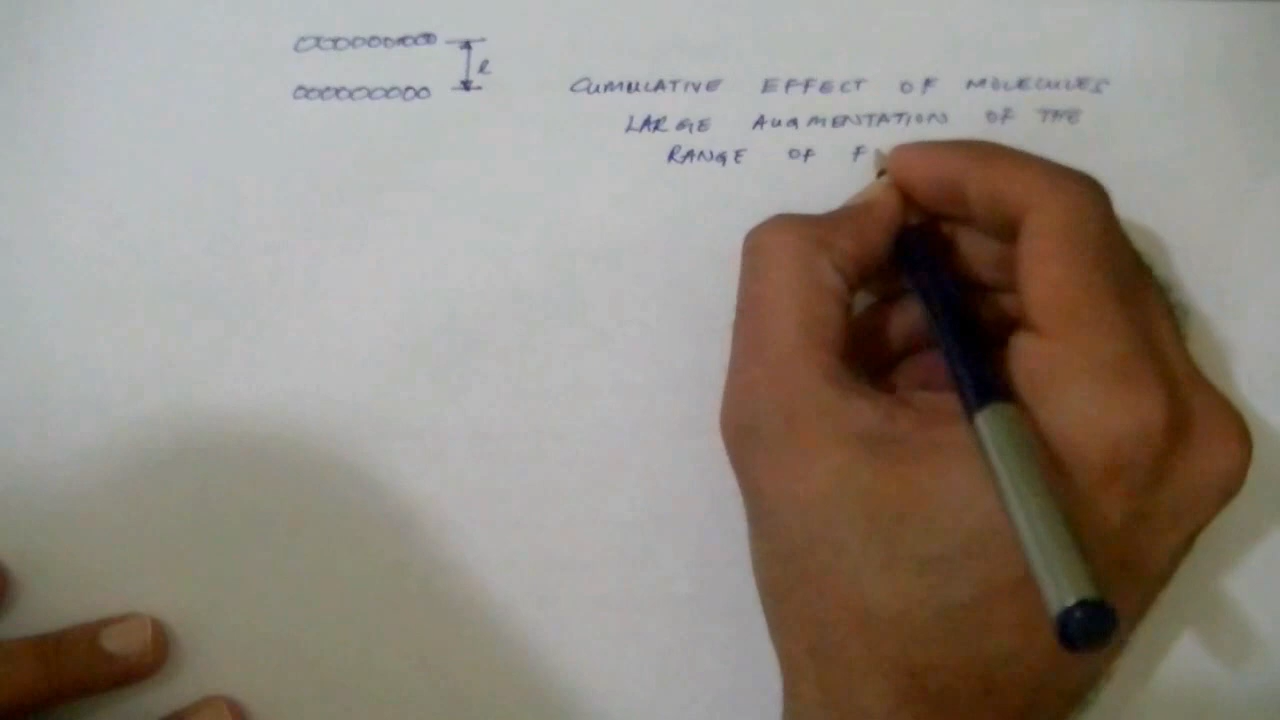 R
CUMULATIVE EFFECT OF MOLECULES
LARGE AUGMENTATION OF THE
RANGE OF F